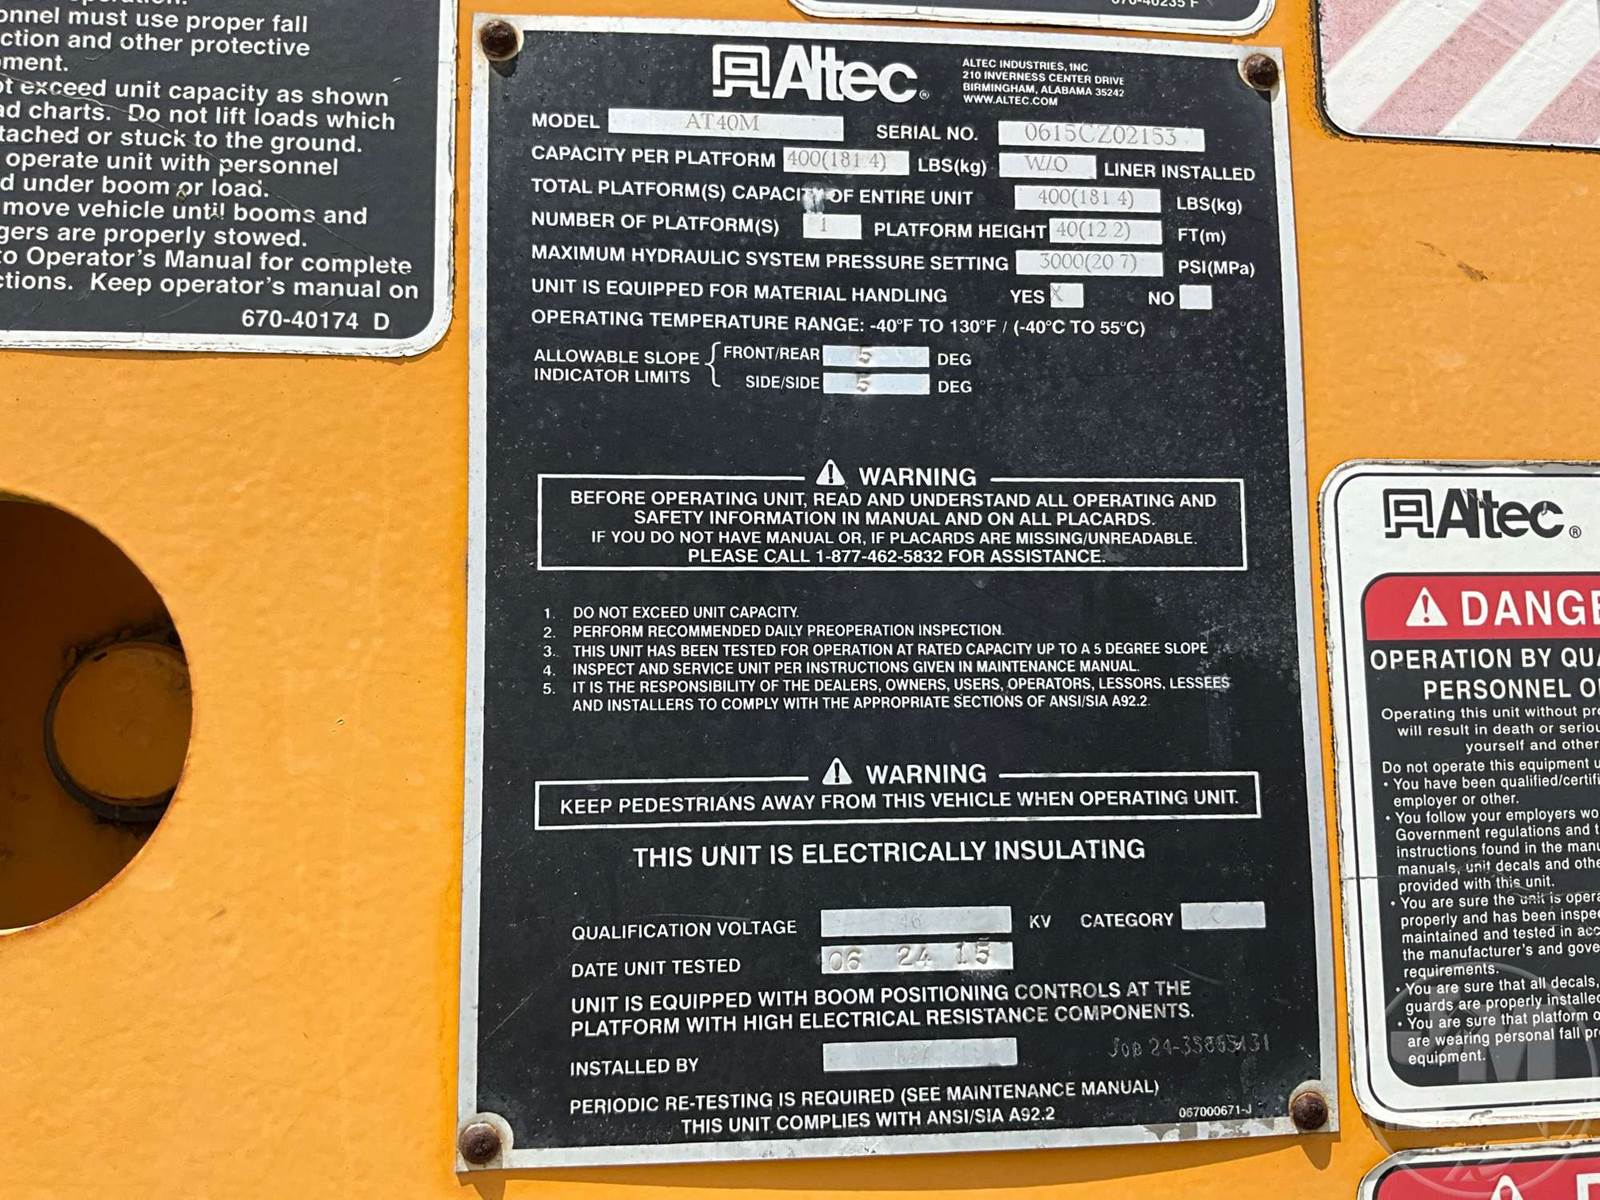 onnel must use proper fall
ction and other protective
ment.
ot exceed unit capacity as shown
ad charts. Do not lift loads which
tached or stuck to the ground.
operate unit with personnel
d under boom or load.
move vehicle until booms and
gers are properly stowed.
to Operator's Manual for complete
ctions. Keep operator's manual on
670-40174 D
670-40235 F
Altec®
ALTEC INDUSTRIES, INC
210 INVERNESS CENTER DRIVE
BIRMINGHAM, ALABAMA 35242
WWW.ALTEC.COM
MODEL AT40M SERIAL NO. 0615CZ02153
CAPACITY PER PLATFORM 400(181 4) LBS(kg) W/O LINER INSTALLED
TOTAL PLATFORM(S) CAPACITY OF ENTIRE UNIT 400(181 4) LBS(kg)
NUMBER OF PLATFORM(S) 1 PLATFORM HEIGHT 40(12 2) FT(m)
MAXIMUM HYDRAULIC SYSTEM PRESSURE SETTING 3000(20 7) PSI(MPa)
UNIT IS EQUIPPED FOR MATERIAL HANDLING YES X NO
OPERATING TEMPERATURE RANGE: -40°F TO 130°F / (-40°C TO 55°C)
ALLOWABLE SLOPE INDICATOR LIMITS
FRONT/REAR 5 DEG
SIDE/SIDE 5 DEG
WARNING
BEFORE OPERATING UNIT, READ AND UNDERSTAND ALL OPERATING AND
SAFETY INFORMATION IN MANUAL AND ON ALL PLACARDS.
IF YOU DO NOT HAVE MANUAL OR, IF PLACARDS ARE MISSING/UNREADABLE.
PLEASE CALL 1-877-462-5832 FOR ASSISTANCE.
1. DO NOT EXCEED UNIT CAPACITY.
2. PERFORM RECOMMENDED DAILY PREOPERATION INSPECTION.
3. THIS UNIT HAS BEEN TESTED FOR OPERATION AT RATED CAPACITY UP TO A 5 DEGREE SLOPE
4. INSPECT AND SERVICE UNIT PER INSTRUCTIONS GIVEN IN MAINTENANCE MANUAL.
5. IT IS THE RESPONSIBILITY OF THE DEALERS, OWNERS, USERS, OPERATORS, LESSORS, LESSEES
AND INSTALLERS TO COMPLY WITH THE APPROPRIATE SECTIONS OF ANSI/SIA A92.2.
WARNING
KEEP PEDESTRIANS AWAY FROM THIS VEHICLE WHEN OPERATING UNIT.
THIS UNIT IS ELECTRICALLY INSULATING
QUALIFICATION VOLTAGE 46 KV CATEGORY C
DATE UNIT TESTED 06 24 15
UNIT IS EQUIPPED WITH BOOM POSITIONING CONTROLS AT THE
PLATFORM WITH HIGH ELECTRICAL RESISTANCE COMPONENTS.
INSTALLED BY
PERIODIC RE-TESTING IS REQUIRED (SEE MAINTENANCE MANUAL)
THIS UNIT COMPLIES WITH ANSI/SIA A92.2
067000671-J
Altec®
DANGE
OPERATION BY QUA
PERSONNEL O
Operating this unit without pro
will result in death or seriou
yourself and other
Do not operate this equipment u
• You have been qualified/certifi
employer or other.
• You follow your employers wo
Government regulations and t
instructions found in the manu
manuals, unit decals and othe
provided with this unit.
• You are sure the unit is opera
properly and has been inspec
maintained and tested in acc
the manufacturer's and gove
requirements.
• You are sure that all decals,
guards are properly installed
• You are sure that platform o
are wearing personal fall pr
equipment.